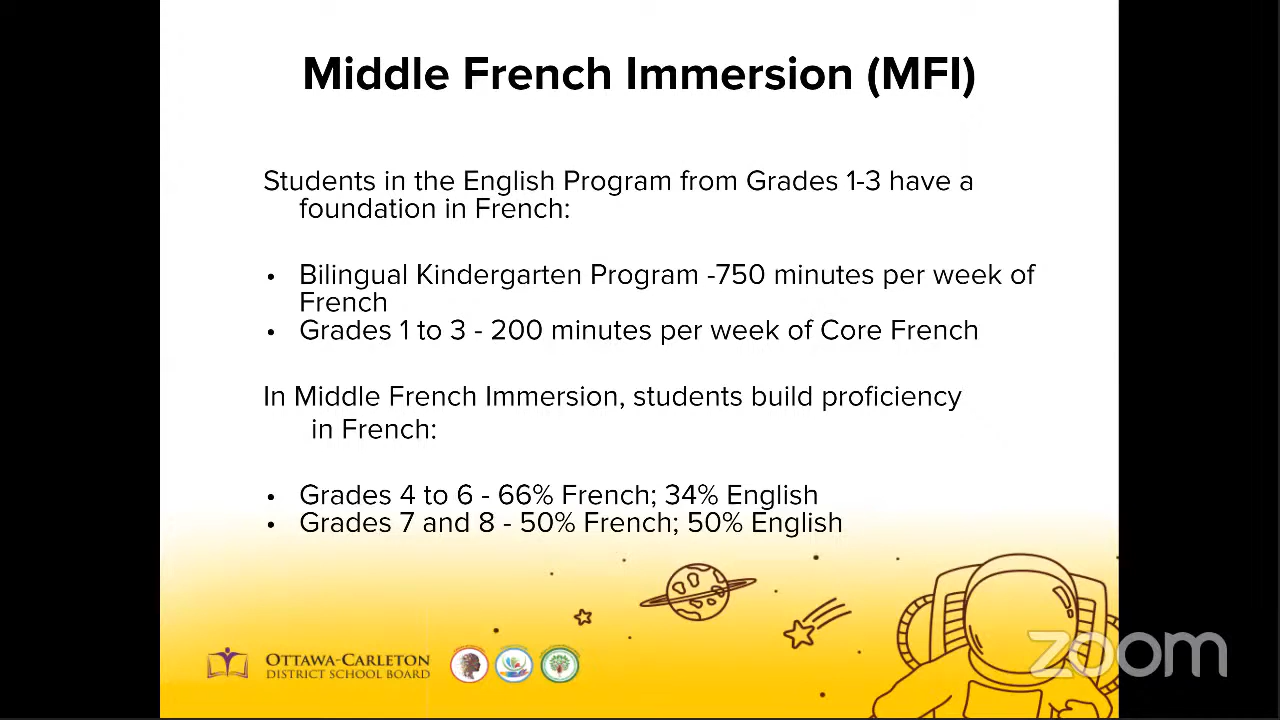 Middle French Immersion (MFI)
Students in the English Program from Grades 1-3 have a
foundation in French:
• Bilingual Kindergarten Program -750 minutes per week of
French
• Grades 1 to 3 - 200 minutes per week of Core French
In Middle French Immersion, students build proficiency
in French:
• Grades 4 to 6 - 66% French; 34% English
• Grades 7 and 8 - 50% French; 50% English
OTTAWA-CARLETON
DISTRICT SCHOOL BOARD
zoom